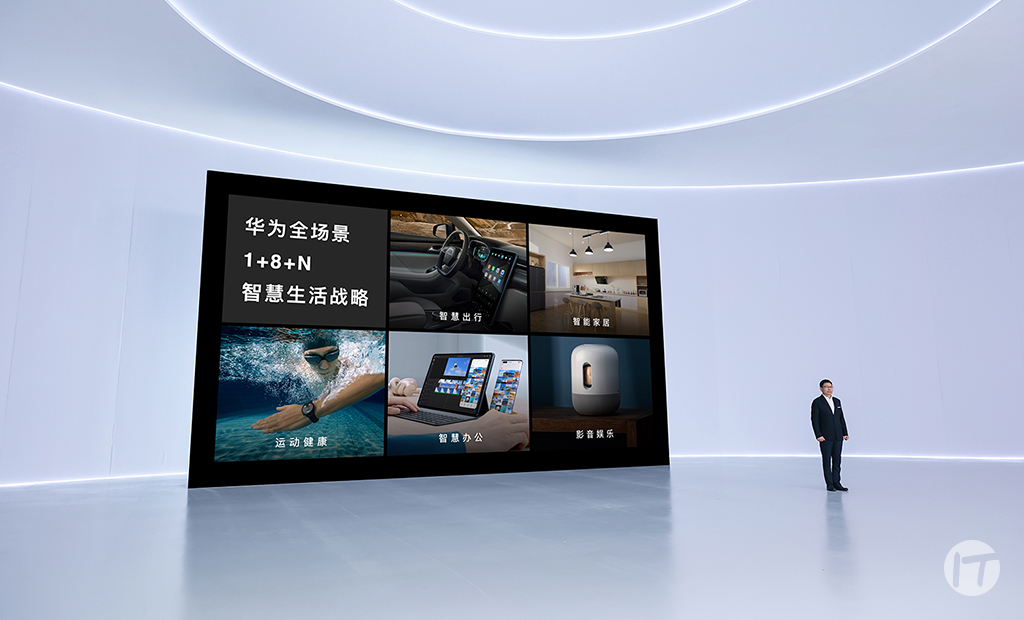 华为全场景
1+8+N
智慧生活战略
智慧出行
智能家居
运动健康
智慧办公
影音娱乐
IT